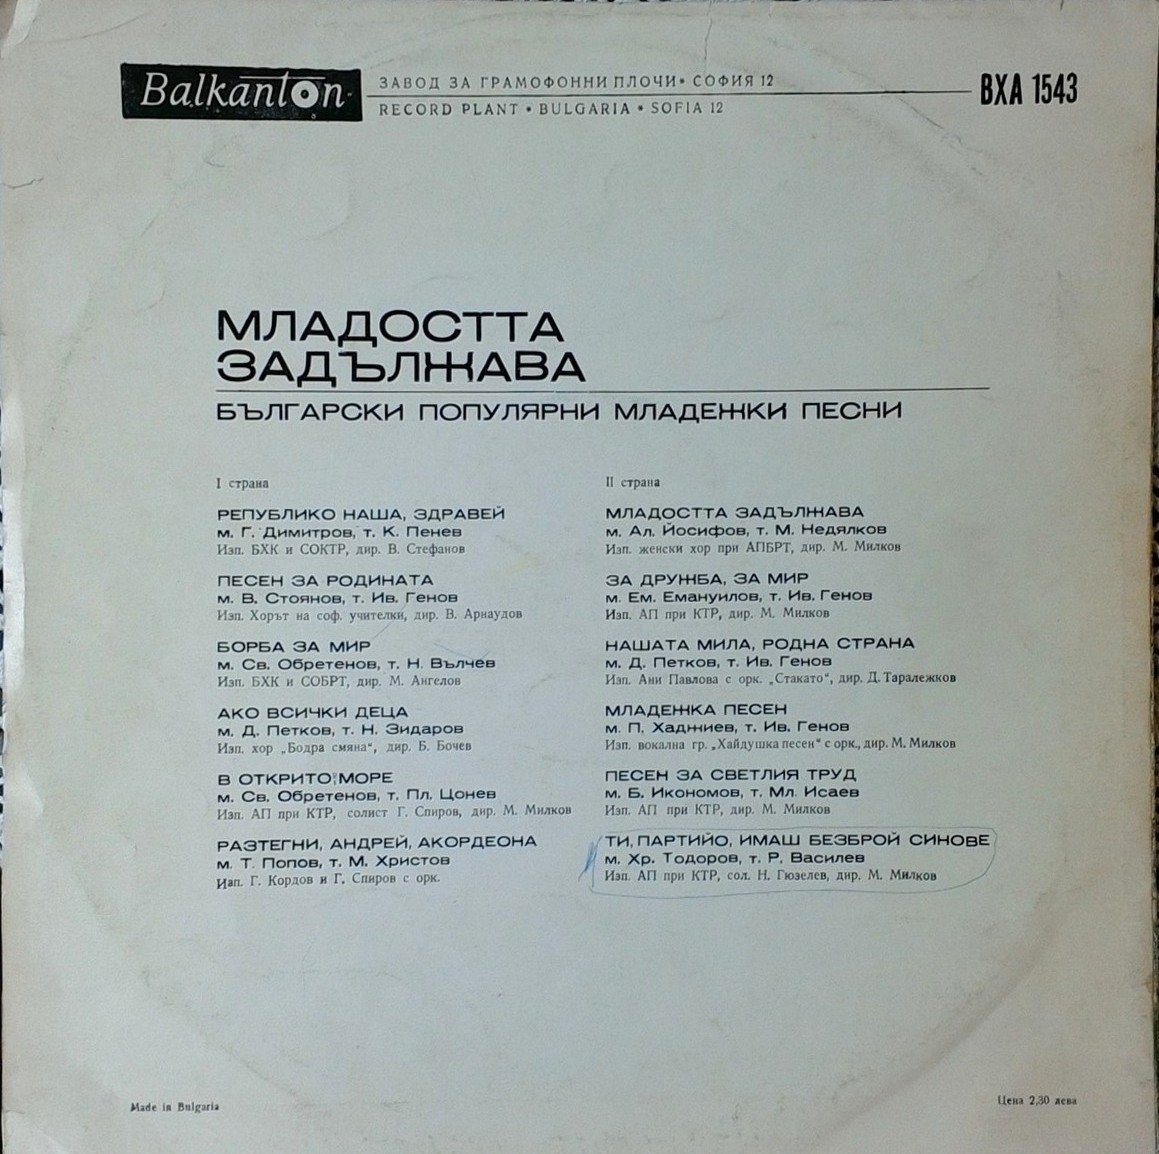 Balkanton
ЗАВОД ЗА ГРАМОФОННИ ПЛОЧИ • СОФИЯ 12
RECORD PLANT • BULGARIA • SOFIA 12
ВХА 1543
МЛАДОСТТА
ЗАДЪЛЖАВА
БЪЛГАРСКИ ПОПУЛЯРНИ МЛАДЕЖКИ ПЕСНИ
I страна
РЕПУБЛИКО НАША, ЗДРАВЕЙ
м. Г. Димитров, т. К. Пенев
Изп. БХК и СОКТР, дир. В. Стефанов
ПЕСЕН ЗА РОДИНАТА
м. В. Стоянов, т. Ив. Генов
Изп. Хорът на соф. учителки, дир. В. Арнаудов
БОРБА ЗА МИР
м. Св. Обретенов, т. Н. Вълчев
Изп. БХК и СОБРТ, дир. М. Ангелов
АКО ВСИЧКИ ДЕЦА
м. Д. Петков, т. Н. Зидаров
Изп. хор „Бодра смяна“, дир. Б. Бочев
В ОТКРИТО МОРЕ
м. Св. Обретенов, т. Пл. Цонев
Изп. АП при КТР, солист Г. Спиров, дир. М. Милков
РАЗТЕГНИ, АНДРЕЙ, АКОРДЕОНА
м. Т. Попов, т. М. Христов
Изп. Г. Кордов и Г. Спиров с орк.
II страна
МЛАДОСТТА ЗАДЪЛЖАВА
м. Ал. Йосифов, т. М. Недялков
Изп. женски хор при АПБРТ, дир. М. Милков
ЗА ДРУЖБА, ЗА МИР
м. Ем. Емануилов, т. Ив. Генов
Изп. АП при КТР, дир. М. Милков
НАШАТА МИЛА, РОДНА СТРАНА
м. Д. Петков, т. Ив. Генов
Изп. Ани Павлова с орк. „Стакато“, дир. Д. Таралежков
МЛАДЕЖКА ПЕСЕН
м. П. Хаджиев, т. Ив. Генов
Изп. вокална гр. „Хайдушка песен“ с орк., дир. М. Милков
ПЕСЕН ЗА СВЕТЛИЯ ТРУД
м. Б. Икономов, т. Мл. Исаев
Изп. АП при КТР, дир. М. Милков
ТИ, ПАРТИЙО, ИМАШ БЕЗБРОЙ СИНОВЕ
м. Хр. Тодоров, т. Р. Василев
Изп. АП при КТР, сол. Н. Гюзелев, дир. М. Милков
Made in Bulgaria
Цена 2,30 лева